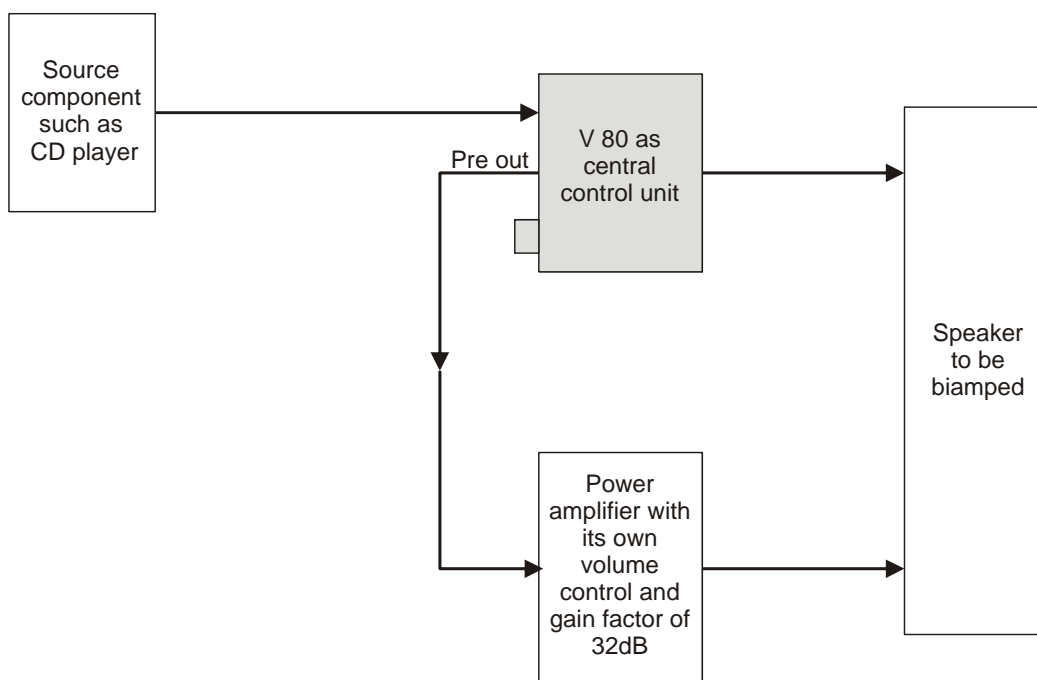 Source
component
such as
CD player
V 80 as
central
control unit
Pre out
Speaker
to be
biamped
Power
amplifier with
its own
volume
control and
gain factor of
32dB